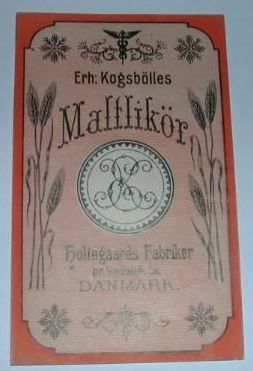 Erh: Kogsbölles
Maltlikör
Holtegaards Fabriker
DANMARK.